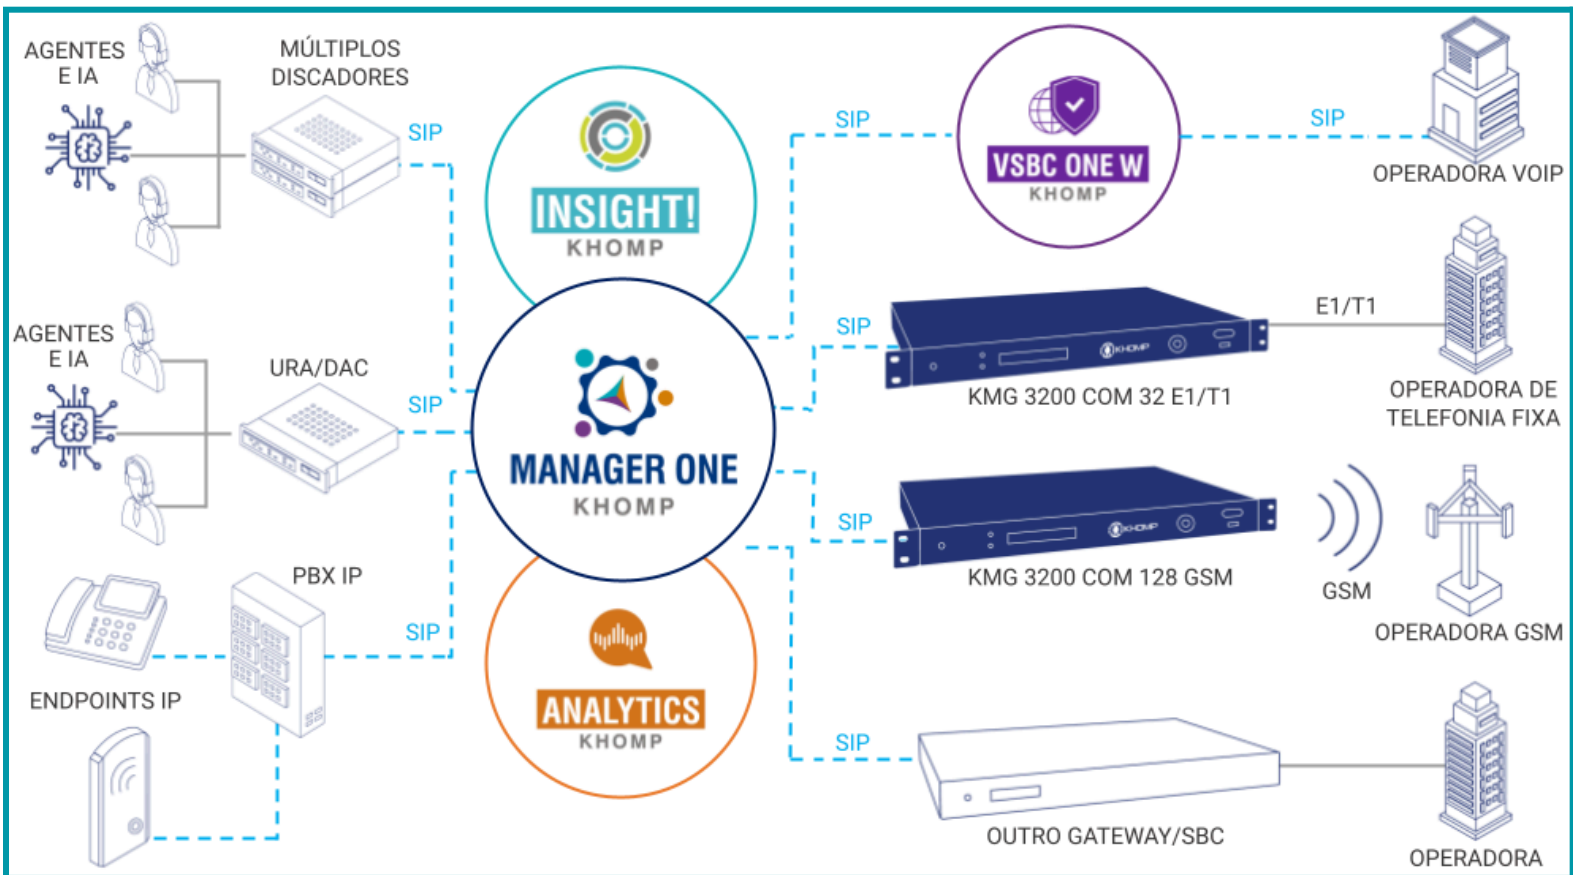 AGENTES
E IA
MÚLTIPLOS
DISCADORES
SIP
INSIGHT!
KHOMP
SIP
VSBC ONE W
KHOMP
SIP
OPERADORA VOIP
AGENTES
E IA
URA/DAC
SIP
MANAGER ONE
KHOMP
SIP
KHOMP
KMG 3200 COM 32 E1/T1
E1/T1
OPERADORA DE
TELEFONIA FIXA
SIP
KHOMP
KMG 3200 COM 128 GSM
GSM
OPERADORA GSM
PBX IP
SIP
ENDPOINTS IP
ANALYTICS
KHOMP
SIP
OUTRO GATEWAY/SBC
OPERADORA